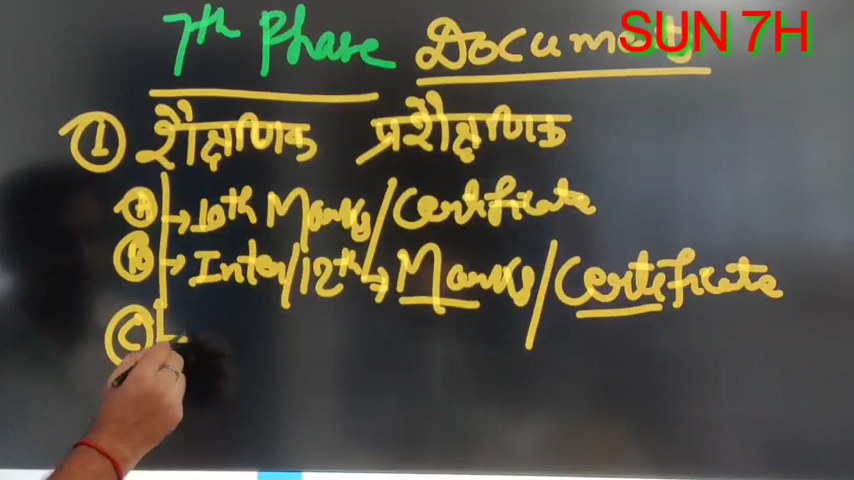 7th Phase Documents SUN 7H
1 शैक्षणिक प्रशैक्षणिक
A → 10th Marks/Certificate
B → Inter/12th → Marks/Certificate
C